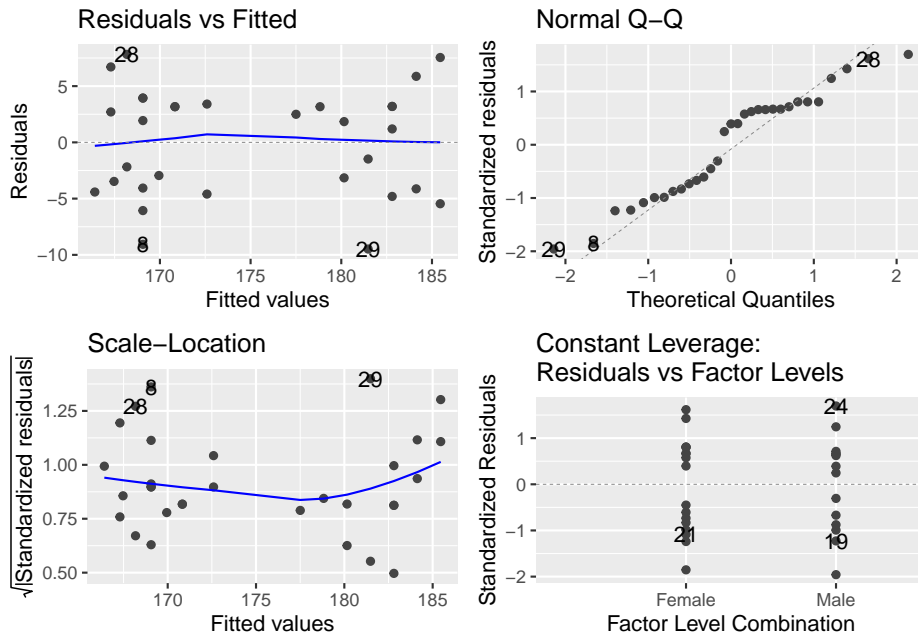 Residuals vs Fitted
Residuals
5
0
−5
−10
28
8
29
170
175
180
185
Fitted values
Normal Q−Q
Standardized residuals
1
0
−1
−2
28
8
29
−2
−1
0
1
2
Theoretical Quantiles
Scale−Location
√|Standardized residuals|
1.25
1.00
0.75
0.50
28
8
29
170
175
180
185
Fitted values
Constant Leverage:
Residuals vs Factor Levels
Standardized Residuals
1
0
−1
−2
24
21
19
Female
Male
Factor Level Combination